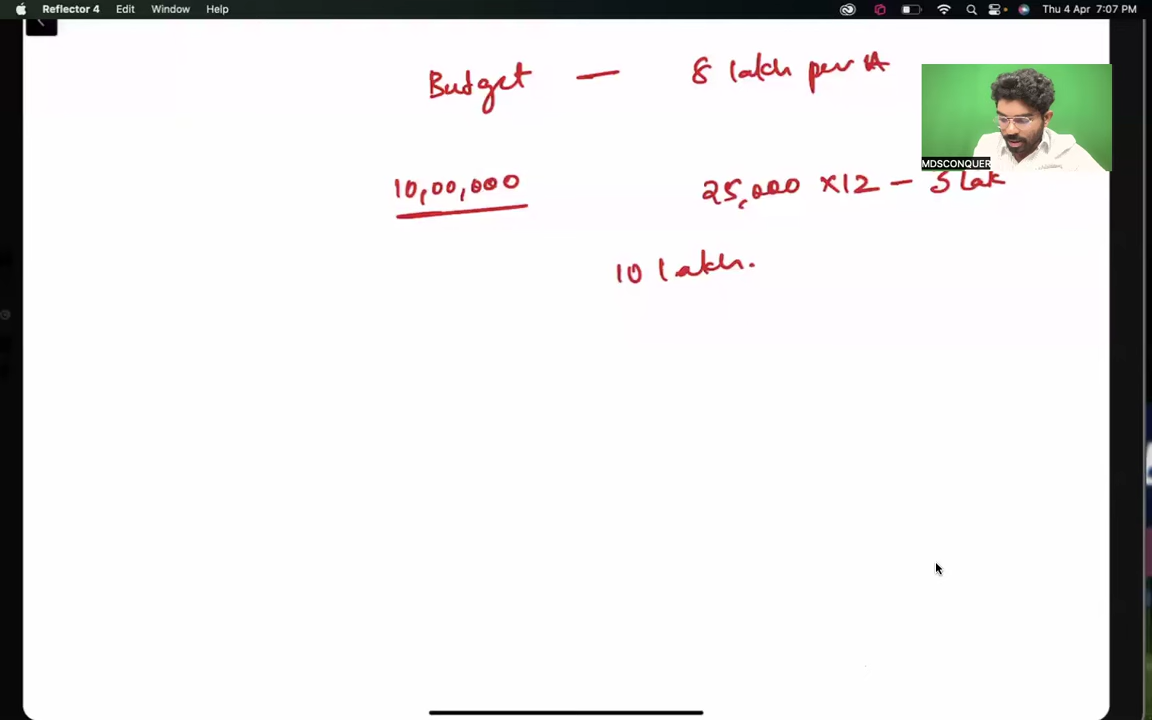 Reflector 4 Edit Window Help Thu 4 Apr 7:07 PM
Budget — 8 lakh per A
MDSCONQUER
10,00,000 25,000 x12 – 5 lak
10 lakh.